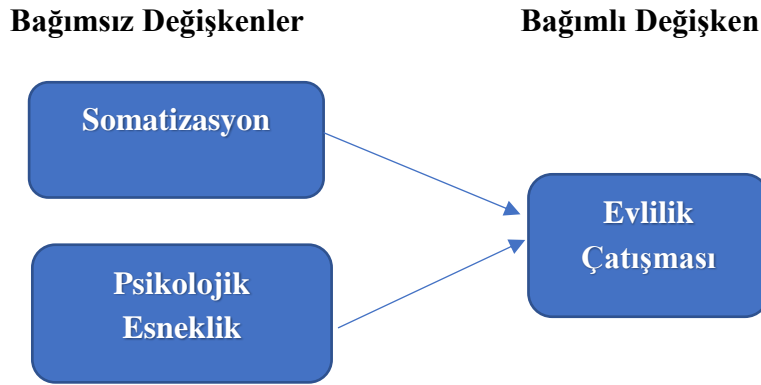 Bağımsız Değişkenler
Bağımlı Değişken
Somatizasyon
Evlilik
Çatışması
Psikolojik
Esneklik